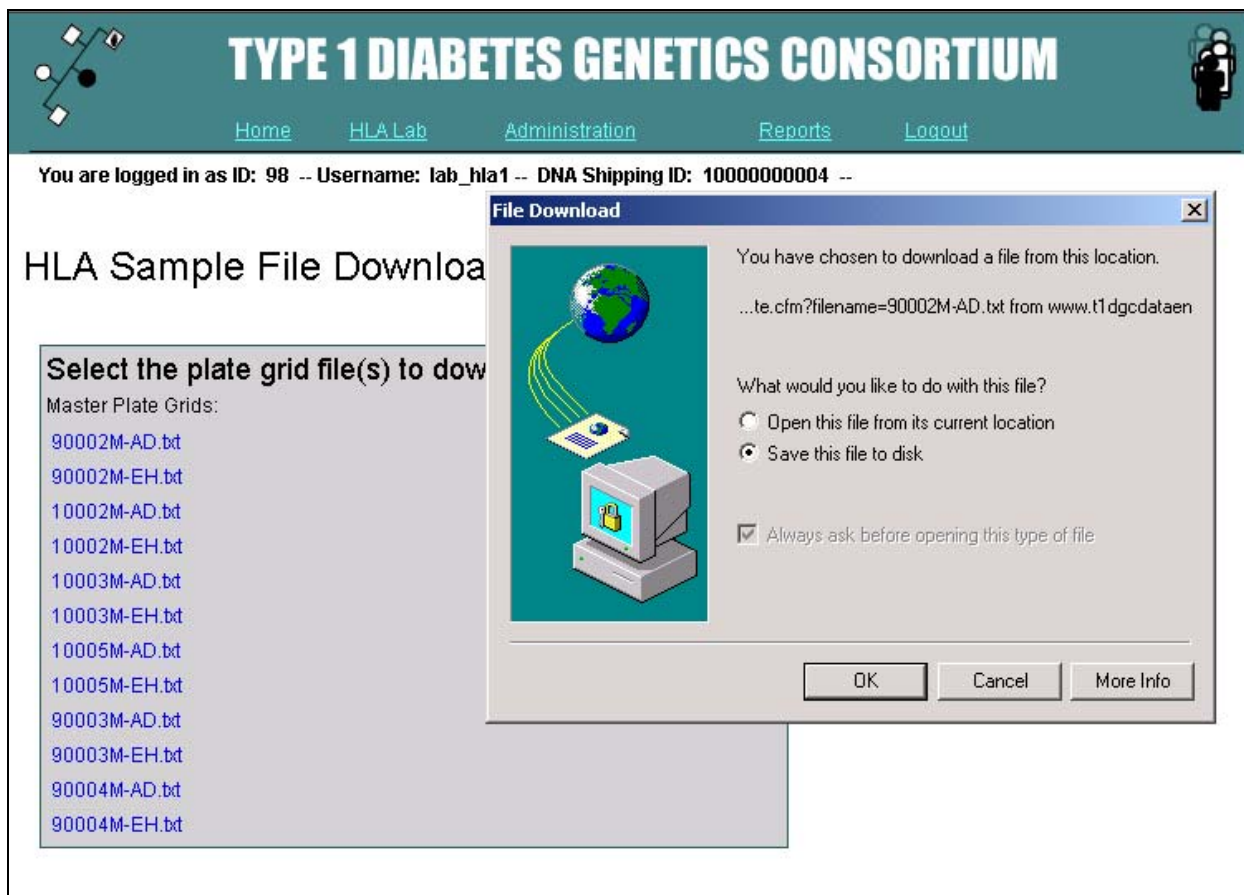 TYPE 1 DIABETES GENETICS CONSORTIUM
Home HLA Lab Administration Reports Logout
You are logged in as ID: 98 -- Username: lab_hla1 -- DNA Shipping ID: 10000000004 --
HLA Sample File Downloa
Select the plate grid file(s) to dow
Master Plate Grids:
90002M-AD.txt
90002M-EH.txt
10002M-AD.txt
10002M-EH.txt
10003M-AD.txt
10003M-EH.txt
10005M-AD.txt
10005M-EH.txt
90003M-AD.txt
90003M-EH.txt
90004M-AD.txt
90004M-EH.txt
File Download
You have chosen to download a file from this location.
...te.cfm?filename=90002M-AD.txt from www.t1dgcdataen
What would you like to do with this file?
Open this file from its current location
Save this file to disk
Always ask before opening this type of file
OK Cancel More Info